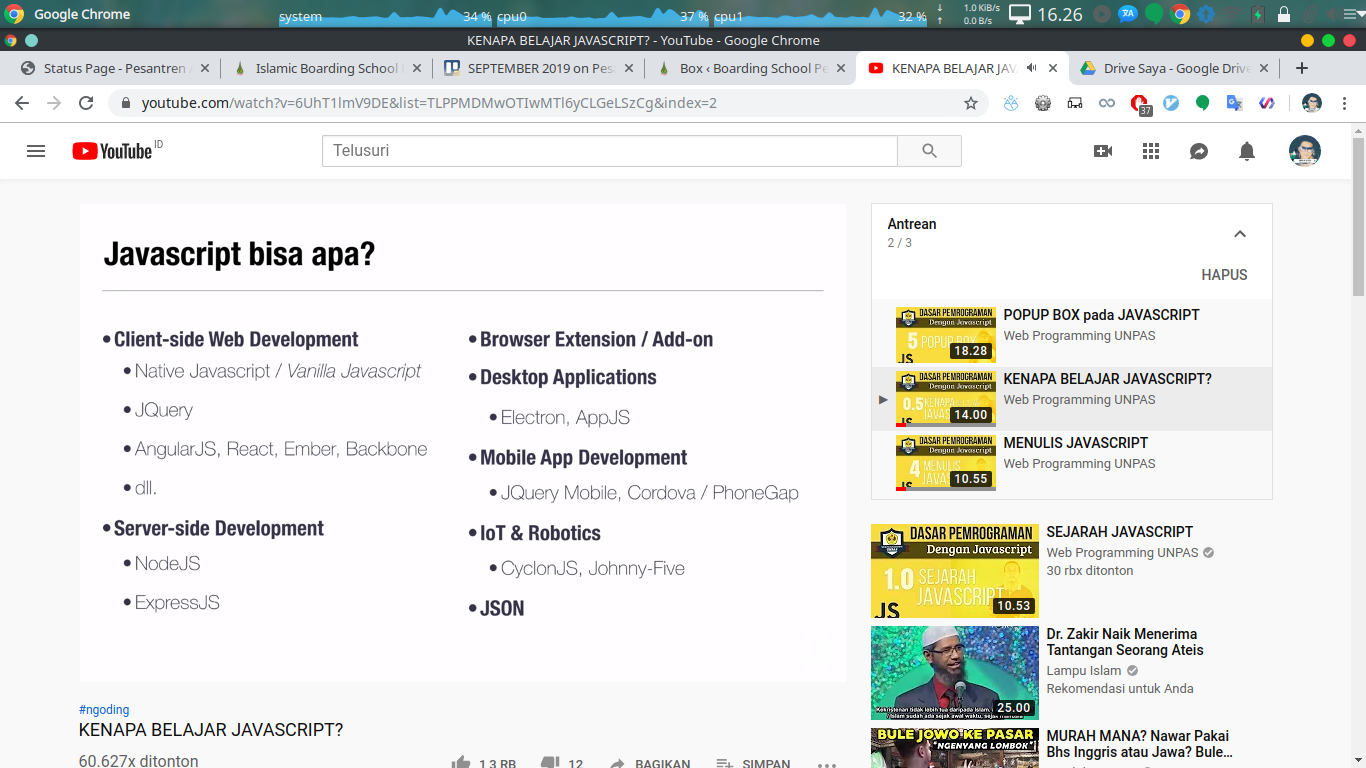 Google Chrome
system 34 % cpu0 37 % cpu1 32 % 1.0 KiB/s 0.0 B/s 16.26
KENAPA BELAJAR JAVASCRIPT? - YouTube - Google Chrome
Status Page - Pesantren
Islamic Boarding School
SEPTEMBER 2019 on Pes
Box ‹ Boarding School Pe
KENAPA BELAJAR JAV
Drive Saya - Google Drive
youtube.com/watch?v=6UhT1lmV9DE&list=TLPPMDMwOTIwMTl6yCLGeLSzCg&index=2
37
YouTube ID
Telusuri
Javascript bisa apa?
•Client-side Web Development
•Native Javascript / Vanilla Javascript
•JQuery
•AngularJS, React, Ember, Backbone
•dll.
•Server-side Development
•NodeJS
•ExpressJS
•Browser Extension / Add-on
•Desktop Applications
•Electron, AppJS
•Mobile App Development
•JQuery Mobile, Cordova / PhoneGap
•IoT & Robotics
•CyclonJS, Johnny-Five
•JSON
#ngoding
KENAPA BELAJAR JAVASCRIPT?
60.627x ditonton
1,3 RB 12 BAGIKAN SIMPAN
Antrean
2 / 3
HAPUS
DASAR PEMROGRAMAN
Dengan Javascript
5 POPUP BOX
JS
18.28
POPUP BOX pada JAVASCRIPT
Web Programming UNPAS
DASAR PEMROGRAMAN
Dengan Javascript
0.5 KENAPA
JS
14.00
KENAPA BELAJAR JAVASCRIPT?
Web Programming UNPAS
DASAR PEMROGRAMAN
Dengan Javascript
4 MENULIS
JS
10.55
MENULIS JAVASCRIPT
Web Programming UNPAS
DASAR PEMROGRAMAN
Dengan Javascript
1.0 SEJARAH
JAVASCRIPT
JS
10.53
SEJARAH JAVASCRIPT
Web Programming UNPAS
30 rbx ditonton
25.00
Dr. Zakir Naik Menerima
Tantangan Seorang Ateis
Lampu Islam
Rekomendasi untuk Anda
BULE JOWO KE PASAR
"NGENYANG LOMBOK"
MURAH MANA? Nawar Pakai
Bhs Inggris atau Jawa? Bule...